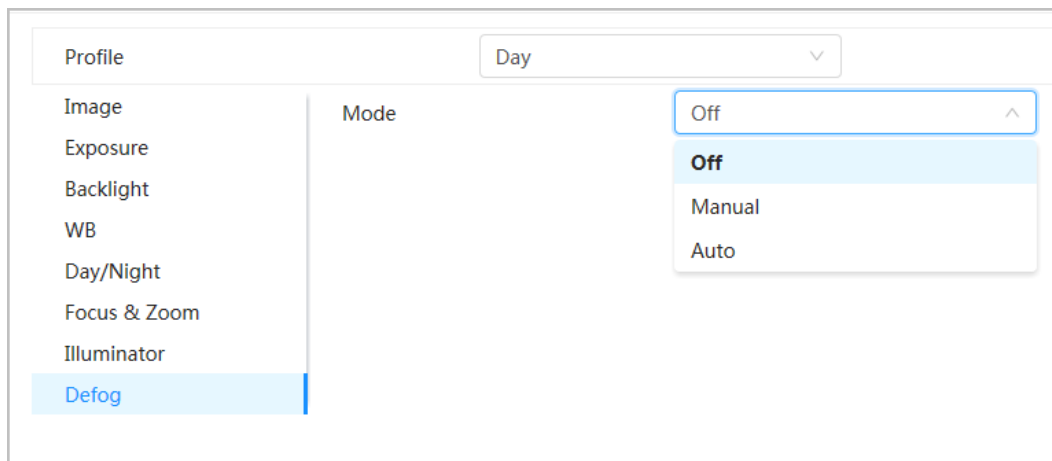 Profile Day
Image Mode Off
Exposure Off
Backlight Manual
WB Auto
Day/Night
Focus & Zoom
Illuminator
Defog